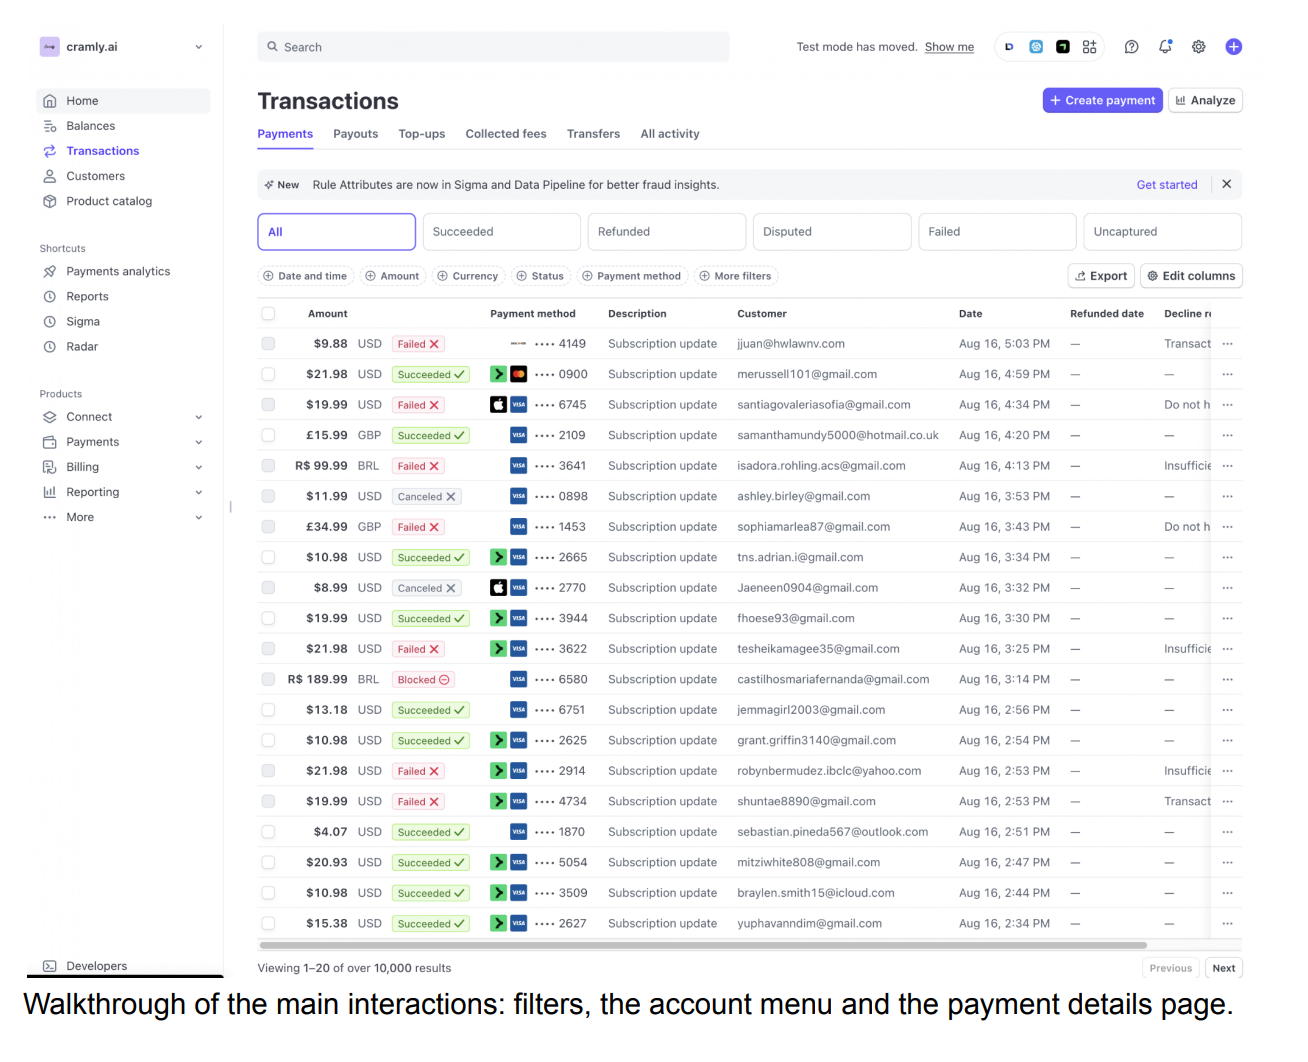 cramly.ai
Search
Test mode has moved. Show me
Home
Balances
Transactions
Customers
Product catalog
Shortcuts
Payments analytics
Reports
Sigma
Radar
Products
Connect
Payments
Billing
Reporting
More
Developers
Transactions
+ Create payment
Analyze
Payments Payouts Top-ups Collected fees Transfers All activity
New Rule Attributes are now in Sigma and Data Pipeline for better fraud insights. Get started
All Succeeded Refunded Disputed Failed Uncaptured
Date and time Amount Currency Status Payment method More filters Export Edit columns
Amount Payment method Description Customer Date Refunded date Decline r
$9.88 USD Failed •••• 4149 Subscription update jjuan@hwlawnv.com Aug 16, 5:03 PM — Transact
$21.98 USD Succeeded •••• 0900 Subscription update merussell101@gmail.com Aug 16, 4:59 PM — —
$19.99 USD Failed VISA •••• 6745 Subscription update santiagovaleriasofia@gmail.com Aug 16, 4:34 PM — Do not h
£15.99 GBP Succeeded VISA •••• 2109 Subscription update samanthamundy5000@hotmail.co.uk Aug 16, 4:20 PM — —
R$ 99.99 BRL Failed VISA •••• 3641 Subscription update isadora.rohling.acs@gmail.com Aug 16, 4:13 PM — Insufficie
$11.99 USD Canceled VISA •••• 0898 Subscription update ashley.birley@gmail.com Aug 16, 3:53 PM — —
£34.99 GBP Failed VISA •••• 1453 Subscription update sophiamarlea87@gmail.com Aug 16, 3:43 PM — Do not h
$10.98 USD Succeeded VISA •••• 2665 Subscription update tns.adrian.i@gmail.com Aug 16, 3:34 PM — —
$8.99 USD Canceled VISA •••• 2770 Subscription update Jaeneen0904@gmail.com Aug 16, 3:32 PM — —
$19.99 USD Succeeded VISA •••• 3944 Subscription update fhoese93@gmail.com Aug 16, 3:30 PM — —
$21.98 USD Failed VISA •••• 3622 Subscription update tesheikamagee35@gmail.com Aug 16, 3:25 PM — Insufficie
R$ 189.99 BRL Blocked VISA •••• 6580 Subscription update castilhosmariafernanda@gmail.com Aug 16, 3:14 PM — —
$13.18 USD Succeeded VISA •••• 6751 Subscription update jemmagirl2003@gmail.com Aug 16, 2:56 PM — —
$10.98 USD Succeeded VISA •••• 2625 Subscription update grant.griffin3140@gmail.com Aug 16, 2:54 PM — —
$21.98 USD Failed VISA •••• 2914 Subscription update robynbermudez.ibclc@yahoo.com Aug 16, 2:53 PM — Insufficie
$19.99 USD Failed VISA •••• 4734 Subscription update shuntae8890@gmail.com Aug 16, 2:53 PM — Transact
$4.07 USD Succeeded VISA •••• 1870 Subscription update sebastian.pineda567@outlook.com Aug 16, 2:51 PM — —
$20.93 USD Succeeded VISA •••• 5054 Subscription update mitziwhite808@gmail.com Aug 16, 2:47 PM — —
$10.98 USD Succeeded VISA •••• 3509 Subscription update braylen.smith15@icloud.com Aug 16, 2:44 PM — —
$15.38 USD Succeeded VISA •••• 2627 Subscription update yuphavanndim@gmail.com Aug 16, 2:34 PM — —
Viewing 1–20 of over 10,000 results Previous Next
Walkthrough of the main interactions: filters, the account menu and the payment details page.